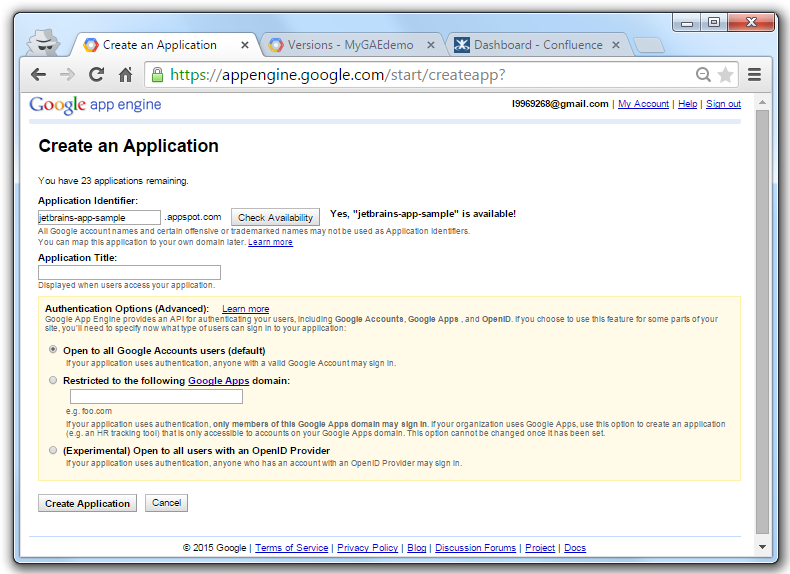 Create an Application
Versions - MyGAEdemo
Dashboard - Confluence
https://appengine.google.com/start/createapp?
Google app engine
l9969268@gmail.com | My Account | Help | Sign out
Create an Application
You have 23 applications remaining.
Application Identifier:
jetbrains-app-sample .appspot.com Check Availability Yes, "jetbrains-app-sample" is available!
All Google account names and certain offensive or trademarked names may not be used as Application Identifiers.
You can map this application to your own domain later. Learn more
Application Title:
Displayed when users access your application.
Authentication Options (Advanced): Learn more
Google App Engine provides an API for authenticating your users, including Google Accounts, Google Apps , and OpenID. If you choose to use this feature for some parts of your
site, you'll need to specify now what type of users can sign in to your application:
Open to all Google Accounts users (default)
If your application uses authentication, anyone with a valid Google Account may sign in.
Restricted to the following Google Apps domain:
e.g. foo.com
If your application uses authentication, only members of this Google Apps domain may sign in. If your organization uses Google Apps, use this option to create an application
(e.g. an HR tracking tool) that is only accessible to accounts on your Google Apps domain. This option cannot be changed once it has been set.
(Experimental) Open to all users with an OpenID Provider
If your application uses authentication, anyone who has an account with an OpenID Provider may sign in.
Create Application Cancel
© 2015 Google | Terms of Service | Privacy Policy | Blog | Discussion Forums | Project | Docs